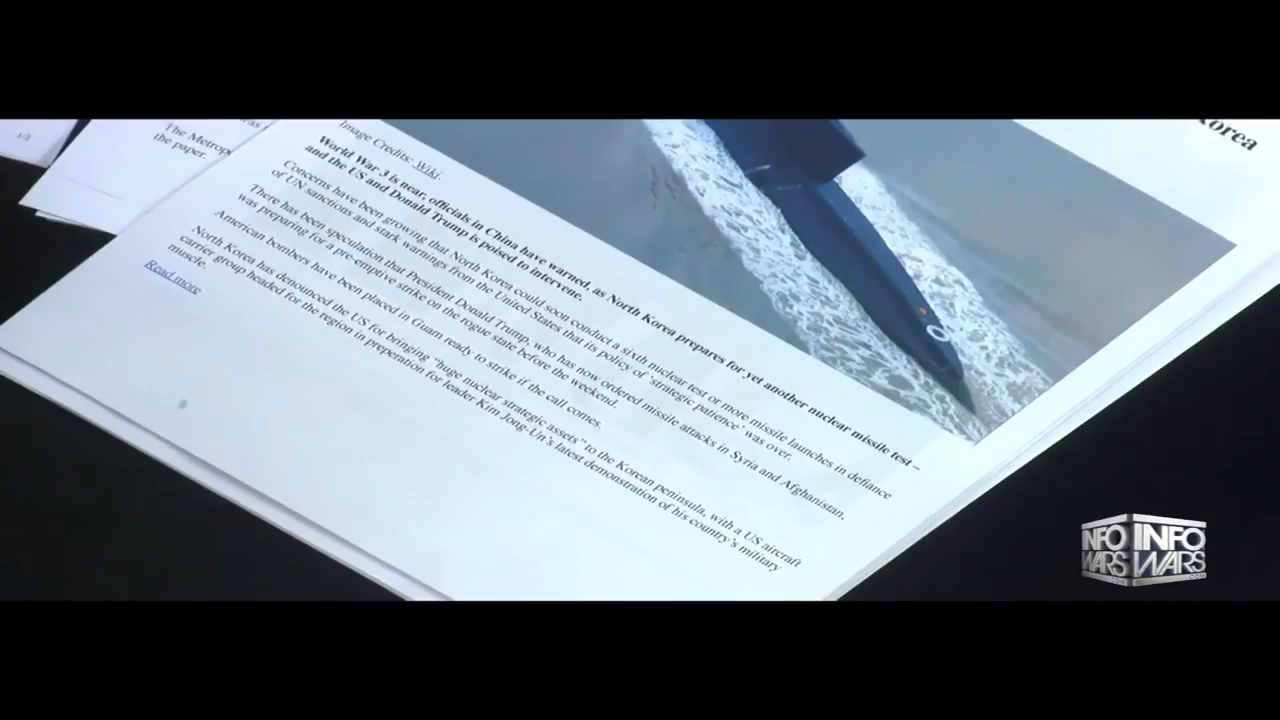 Korea
1/2
The Metrop
the paper.
Image Credits: Wiki
World War 3 is near, officials in China have warned, as North Korea prepares for yet another nuclear missile test –
and the US and Donald Trump is poised to intervene.
Concerns have been growing that North Korea could soon conduct a sixth nuclear test or more missile launches in defiance
of UN sanctions and stark warnings from the United States that its policy of 'strategic patience' was over.
There has been speculation that President Donald Trump, who has now ordered missile attacks in Syria and Afghanistan,
was preparing for a pre-emptive strike on the rogue state before the weekend.
American bombers have been placed in Guam ready to strike if the call comes.
North Korea has denounced the US for bringing "huge nuclear strategic assets" to the Korean peninsula, with a US aircraft
carrier group headed for the region in preperation for leader Kim Jong-Un's latest demonstration of his country's military
muscle.
Read more
INFO INFO
WARS WARS
.COM